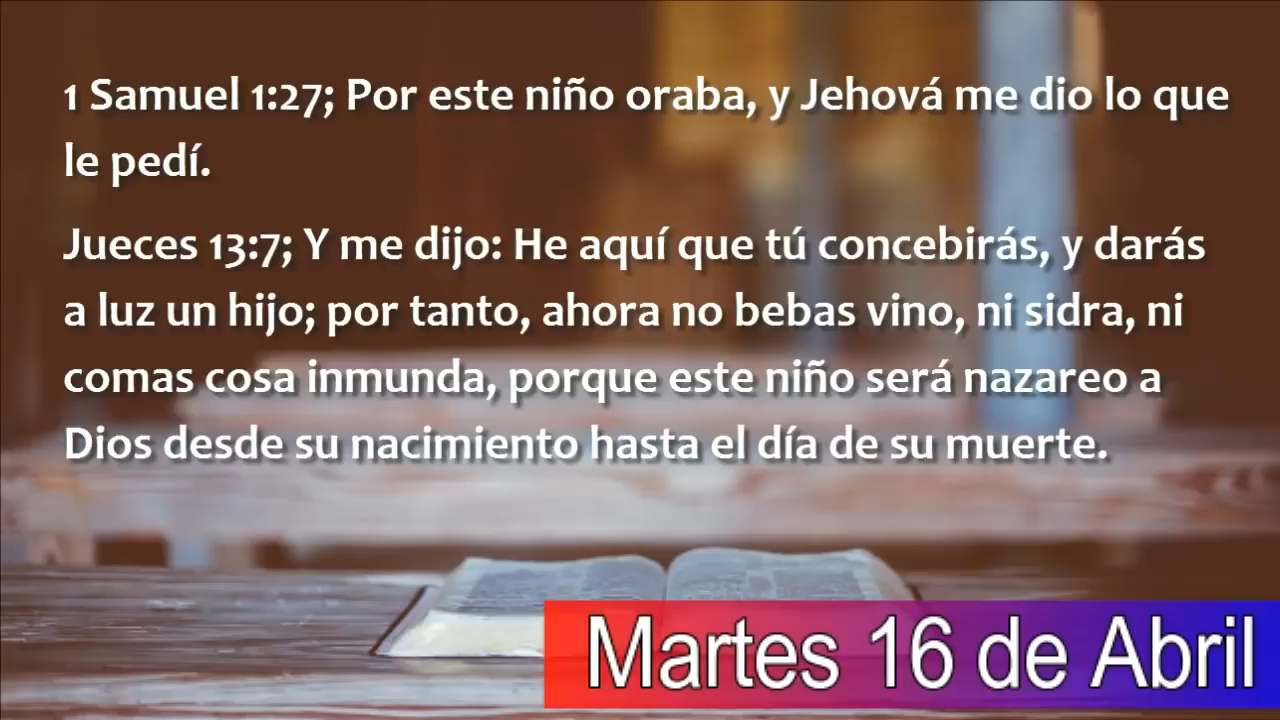 1 Samuel 1:27; Por este niño oraba, y Jehová me dio lo que
le pedí.
Jueces 13:7; Y me dijo: He aquí que tú concebirás, y darás
a luz un hijo; por tanto, ahora no bebas vino, ni sidra, ni
comas cosa inmunda, porque este niño será nazareo a
Dios desde su nacimiento hasta el día de su muerte.
Martes 16 de Abril